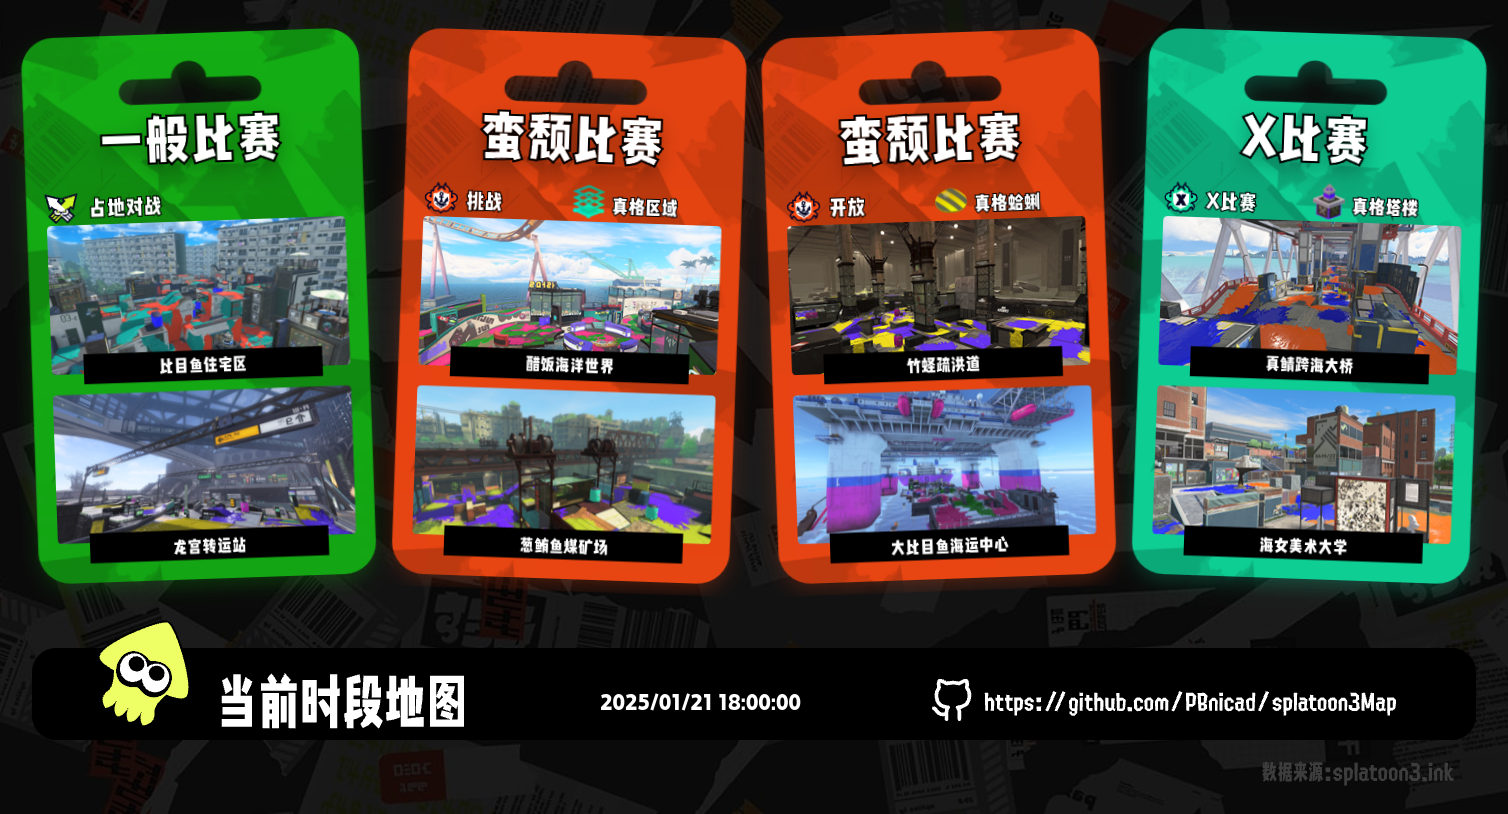 一般比赛
占地对战
比目鱼住宅区
龙宫转运站
蛮颓比赛
挑战
真格区域
醋饭海洋世界
葱鲔鱼煤矿场
蛮颓比赛
开放
真格蛤蜊
竹蛏疏洪道
大比目鱼海运中心
X比赛
X比赛
真格塔楼
真鲭跨海大桥
海女美术大学
当前时段地图
2025/01/21 18:00:00
https://github.com/PBnicad/splatoon3Map
数据来源:splatoon3.ink